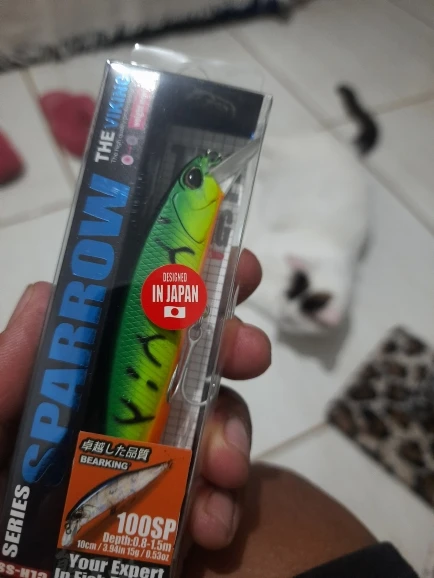 THE VIKING
SPARROW
SERIES
DESIGNED
IN JAPAN
卓越した品質
BEARKING
100SP
Depth:0.8-1.5m
10cm / 3.94in 15g / 0.53oz
Your Expert